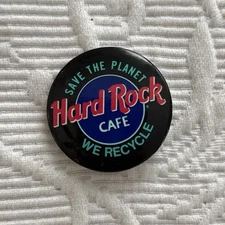 SAVE THE PLANET
Hard Rock
CAFE
WE RECYCLE